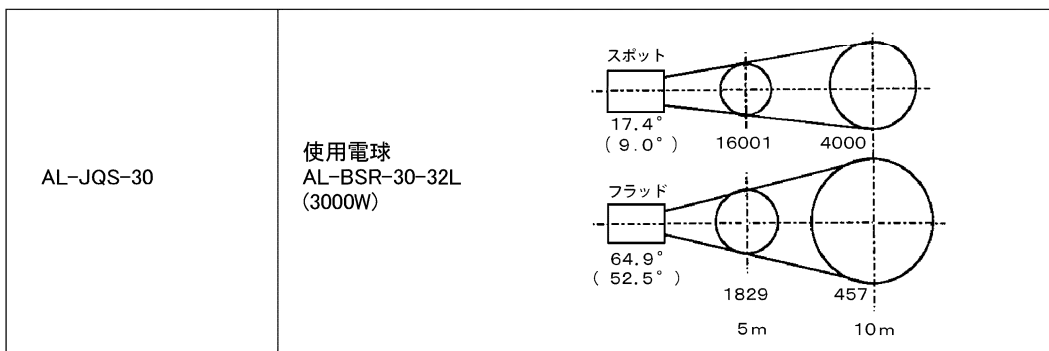 AL-JQS-30
使用電球
AL-BSR-30-32L
(3000W)
スポット
17.4°
( 9.0° )
16001
4000
フラッド
64.9°
( 52.5° )
1829
457
5m
10m